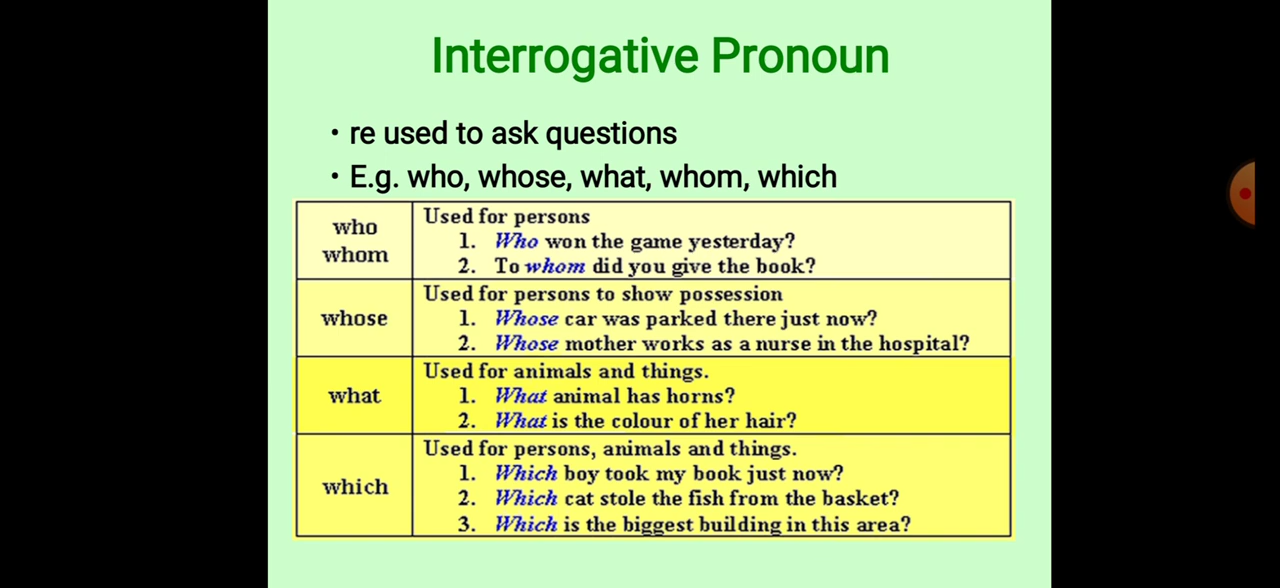 Interrogative Pronoun
• re used to ask questions
• E.g. who, whose, what, whom, which
who
whom
Used for persons
1. Who won the game yesterday?
2. To whom did you give the book?
whose
Used for persons to show possession
1. Whose car was parked there just now?
2. Whose mother works as a nurse in the hospital?
what
Used for animals and things.
1. What animal has horns?
2. What is the colour of her hair?
which
Used for persons, animals and things.
1. Which boy took my book just now?
2. Which cat stole the fish from the basket?
3. Which is the biggest building in this area?